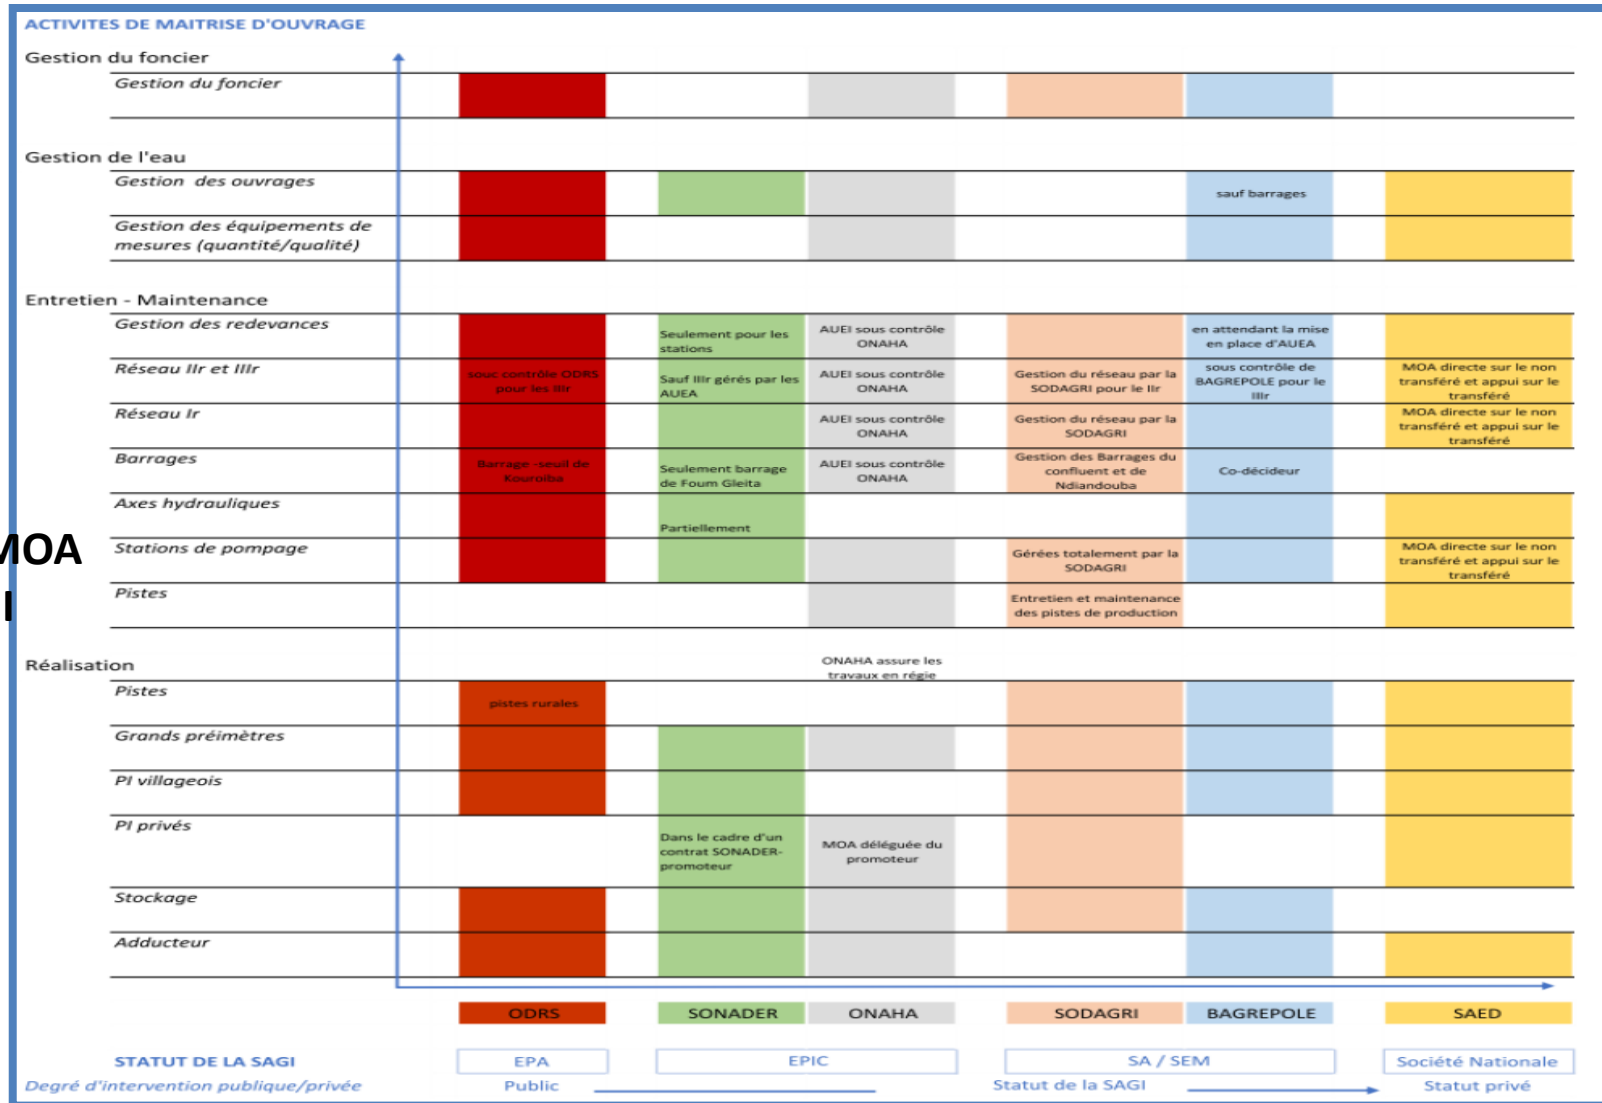 ACTIVITES DE MAITRISE D'OUVRAGE
Gestion du foncier
Gestion du foncier
Gestion de l'eau
Gestion des ouvrages
sauf barrages
Gestion des équipements de
mesures (quantité/qualité)
Entretien - Maintenance
Gestion des redevances
Seulement pour les
stations
AUEI sous contrôle
ONAHA
en attendant la mise
en place d'AUEA
Réseau IIr et IIIr
souc contrôle ODRS
pour les IIIr
Sauf IIIr gérés par les
AUEA
AUEI sous contrôle
ONAHA
Gestion du réseau par la
SODAGRI pour le IIr
sous contrôle de
BAGREPOLE pour le
IIIr
MOA directe sur le non
transféré et appui sur le
transféré
Réseau Ir
AUEI sous contrôle
ONAHA
Gestion du réseau par la
SODAGRI
MOA directe sur le non
transféré et appui sur le
transféré
Barrages
Barrage -seuil de
Kouroïba
Seulement barrage
de Foum Gleita
AUEI sous contrôle
ONAHA
Gestion des Barrages du
confluent et de
Ndiandouba
Co-décideur
Axes hydrauliques
Partiellement
MOA
I
Stations de pompage
Gérées totalement par la
SODAGRI
MOA directe sur le non
transféré et appui sur le
transféré
Pistes
Entretien et maintenance
des pistes de production
Réalisation
ONAHA assure les
travaux en régie
Pistes
pistes rurales
Grands préimètres
PI villageois
PI privés
Dans le cadre d'un
contrat SONADER-
promoteur
MOA déléguée du
promoteur
Stockage
Adducteur
ODRS SONADER ONAHA SODAGRI BAGREPOLE SAED
STATUT DE LA SAGI EPA EPIC SA / SEM Société Nationale
Degré d'intervention publique/privée Public Statut de la SAGI Statut privé